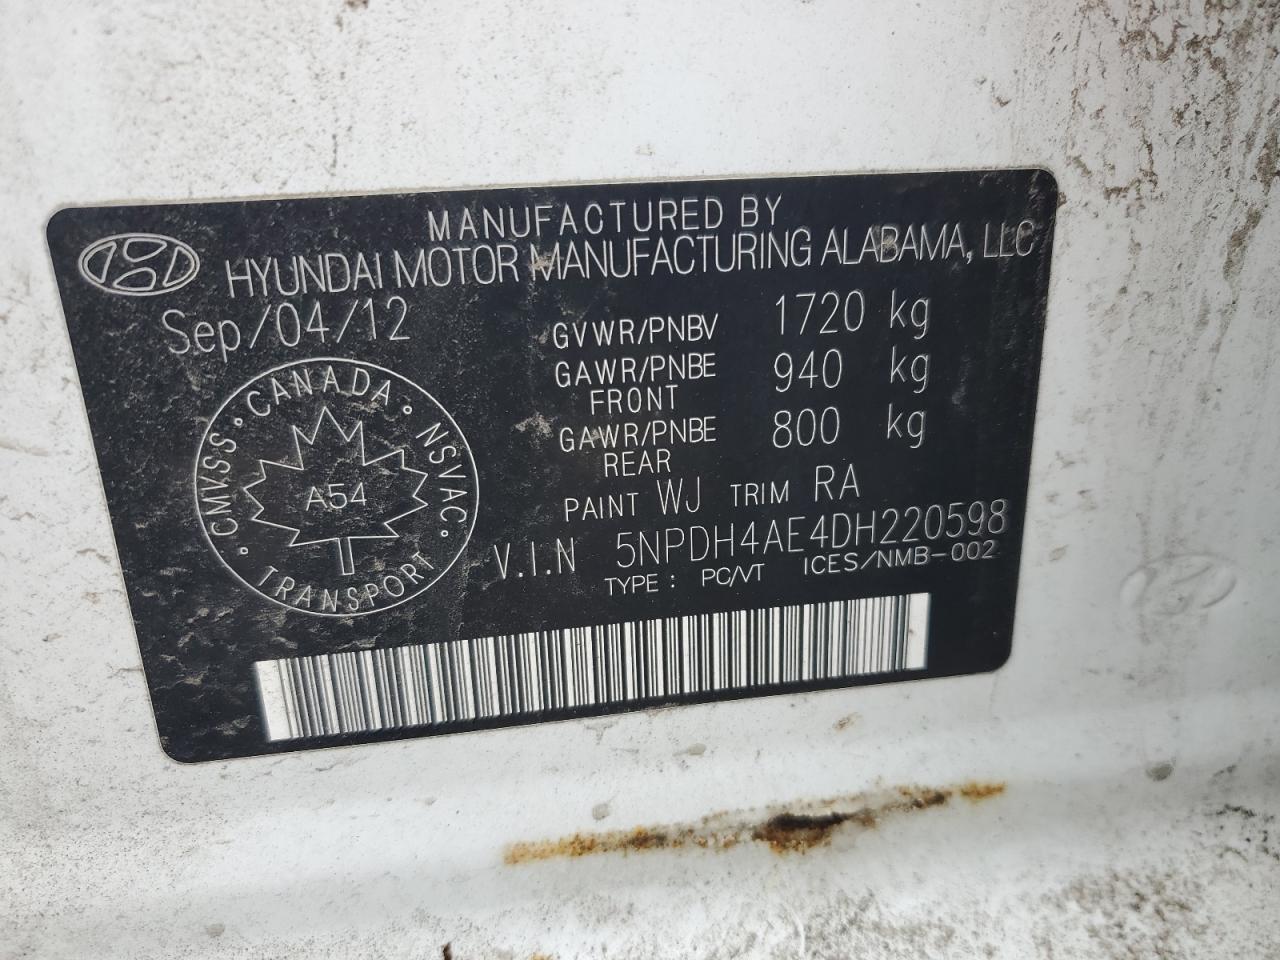 MANUFACTURED BY
HYUNDAI MOTOR MANUFACTURING ALABAMA, LLC
Sep/04/12
GVWR/PNBV 1720 kg
GAWR/PNBE 940 kg
FRONT
GAWR/PNBE 800 kg
REAR
PAINT WJ TRIM RA
V.I.N 5NPDH4AE4DH220598
TYPE : PC/VT ICES/NMB-002
CANADA
CMVSS · NSVAC
A54
TRANSPORT